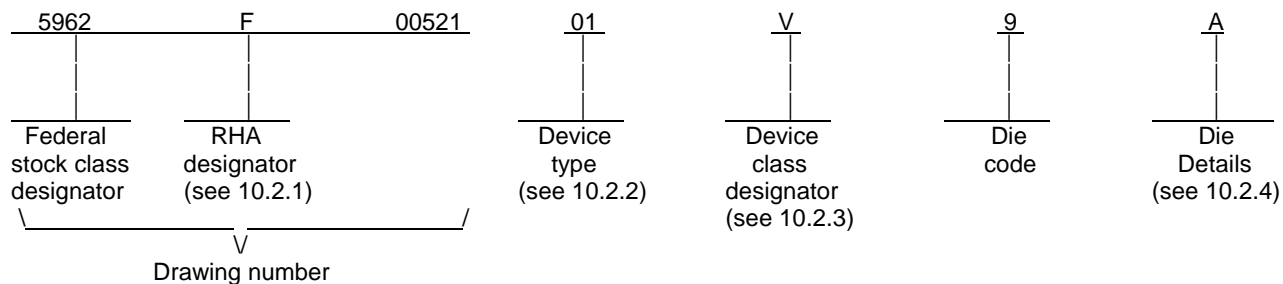 5962 F 00521 01 V 9 A
Federal stock class designator
RHA designator (see 10.2.1)
Device type (see 10.2.2)
Device class designator (see 10.2.3)
Die code
Die Details (see 10.2.4)
Drawing number